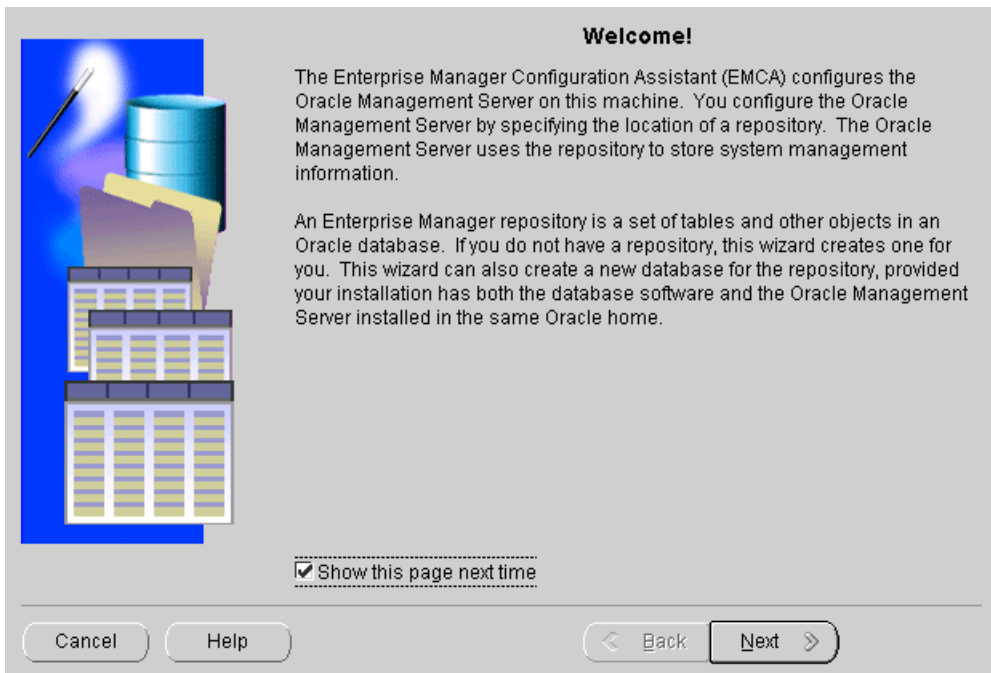 Welcome!
The Enterprise Manager Configuration Assistant (EMCA) configures the
Oracle Management Server on this machine.  You configure the Oracle
Management Server by specifying the location of a repository.  The Oracle
Management Server uses the repository to store system management
information.
An Enterprise Manager repository is a set of tables and other objects in an
Oracle database.  If you do not have a repository, this wizard creates one for
you.  This wizard can also create a new database for the repository, provided
your installation has both the database software and the Oracle Management
Server installed in the same Oracle home.
Show this page next time
Cancel
Help
Back
Next